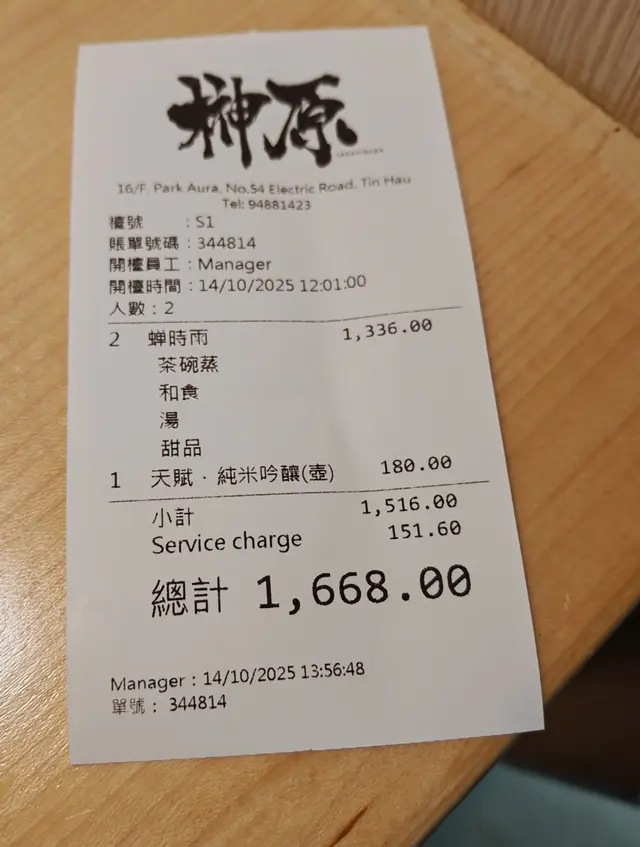 榊原
16/F, Park Aura, No.54 Electric Road, Tin Hau
Tel: 94881423
檯號 : S1
賬單號碼 : 344814
開檯員工 : Manager
開檯時間 : 14/10/2025 12:01:00
人數 : 2
2 蝉時雨 1,336.00
茶碗蒸
和食
湯
甜品
1 天賦 · 純米吟釀(壺) 180.00
小計 1,516.00
Service charge 151.60
總計 1,668.00
Manager : 14/10/2025 13:56:48
單號 : 344814